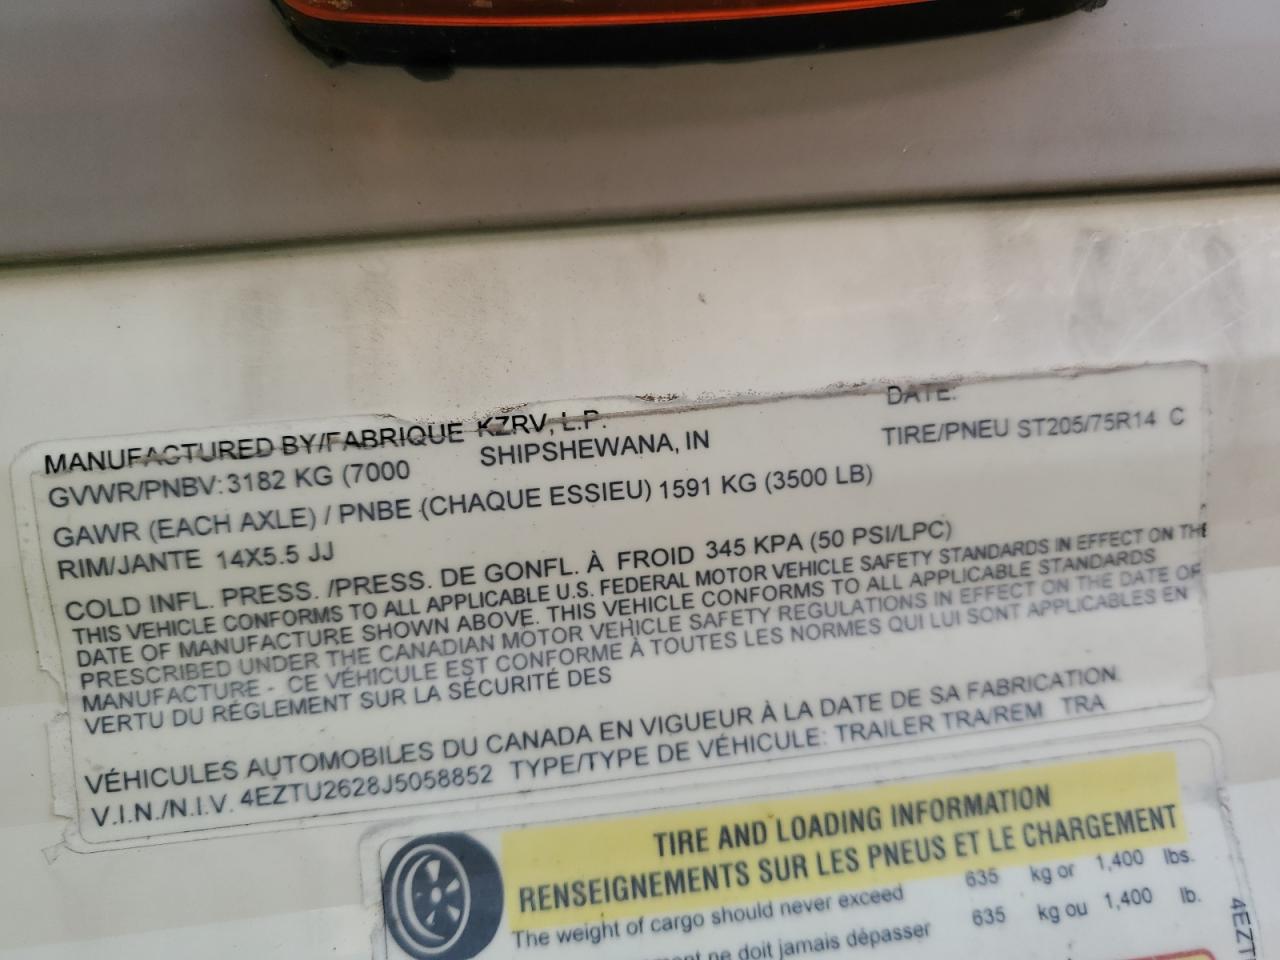 MANUFACTURED BY/FABRIQUE KZRV, L.P. DATE:
GVWR/PNBV: 3182 KG (7000 SHIPSHEWANA, IN TIRE/PNEU ST205/75R14 C
GAWR (EACH AXLE) / PNBE (CHAQUE ESSIEU) 1591 KG (3500 LB)
RIM/JANTE 14X5.5 JJ
COLD INFL. PRESS. /PRESS. DE GONFL. À FROID 345 KPA (50 PSI/LPC)
THIS VEHICLE CONFORMS TO ALL APPLICABLE U.S. FEDERAL MOTOR VEHICLE SAFETY STANDARDS IN EFFECT ON THE
DATE OF MANUFACTURE SHOWN ABOVE. THIS VEHICLE CONFORMS TO ALL APPLICABLE STANDARDS
PRESCRIBED UNDER THE CANADIAN MOTOR VEHICLE SAFETY REGULATIONS IN EFFECT ON THE DATE OF
MANUFACTURE - CE VÉHICULE EST CONFORME À TOUTES LES NORMES QUI LUI SONT APPLICABLES EN
VERTU DU RÉGLEMENT SUR LA SÉCURITÉ DES
VÉHICULES AUTOMOBILES DU CANADA EN VIGUEUR À LA DATE DE SA FABRICATION.
V.I.N./N.I.V. 4EZTU2628J5058852 TYPE/TYPE DE VÉHICULE: TRAILER TRA/REM TRA
TIRE AND LOADING INFORMATION
RENSEIGNEMENTS SUR LES PNEUS ET LE CHARGEMENT
The weight of cargo should never exceed 635 kg or 1,400 lbs.
ne doit jamais dépasser 635 kg ou 1,400 lb.